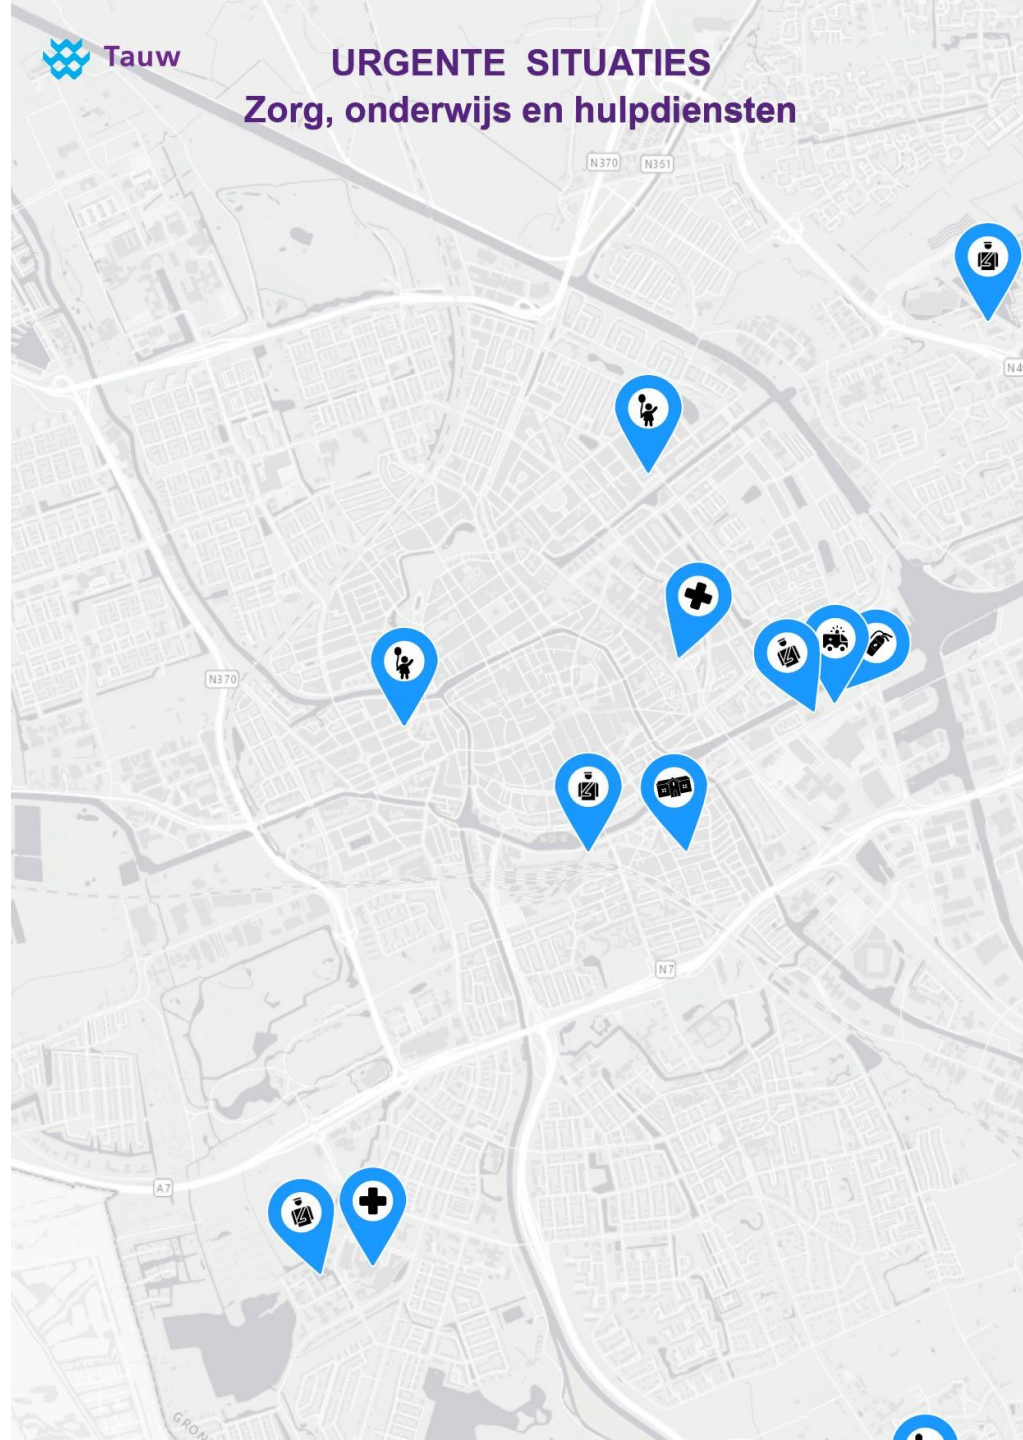 Tauw
URGENTE SITUATIES
Zorg, onderwijs en hulpdiensten
N370
N361
N370
N7
A7